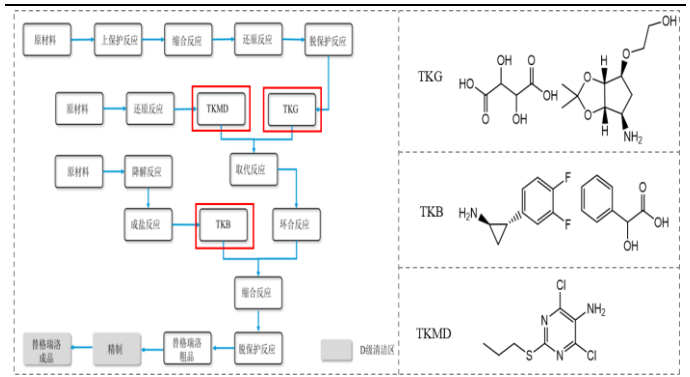 原材料
上保护反应
缩合反应
还原反应
脱保护反应
原材料
还原反应
TKMD
TKG
原材料
降解反应
取代反应
成盐反应
TKB
环合反应
缩合反应
替格瑞洛
成品
精制
替格瑞洛
粗品
脱保护反应
D级清洁区
TKG
OH
O
OH
O
OH
O
OH
OH
O
H
O
O
H
NH2
TKB
H2N
F
F
O
OH
OH
TKMD
Cl
NH2
N
S
N
Cl